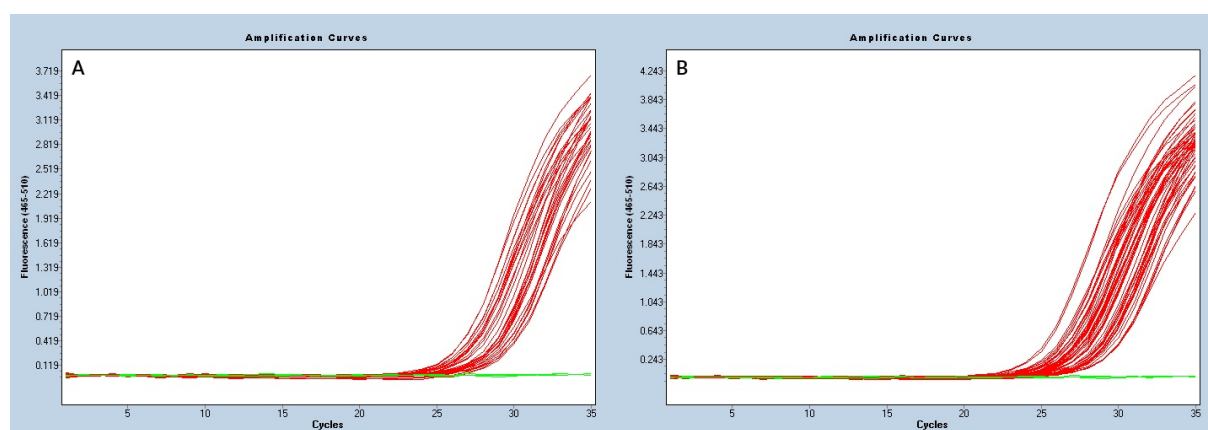 Amplification Curves
A
3.719
3.419
3.119
2.819
2.519
2.219
1.919
1.619
1.319
1.019
0.719
0.419
0.119
Fluorescence (465-510)
5 10 15 20 25 30 35
Cycles
Amplification Curves
B
4.243
3.843
3.443
3.043
2.643
2.243
1.843
1.443
1.043
0.643
0.243
Fluorescence (465-510)
5 10 15 20 25 30 35
Cycles